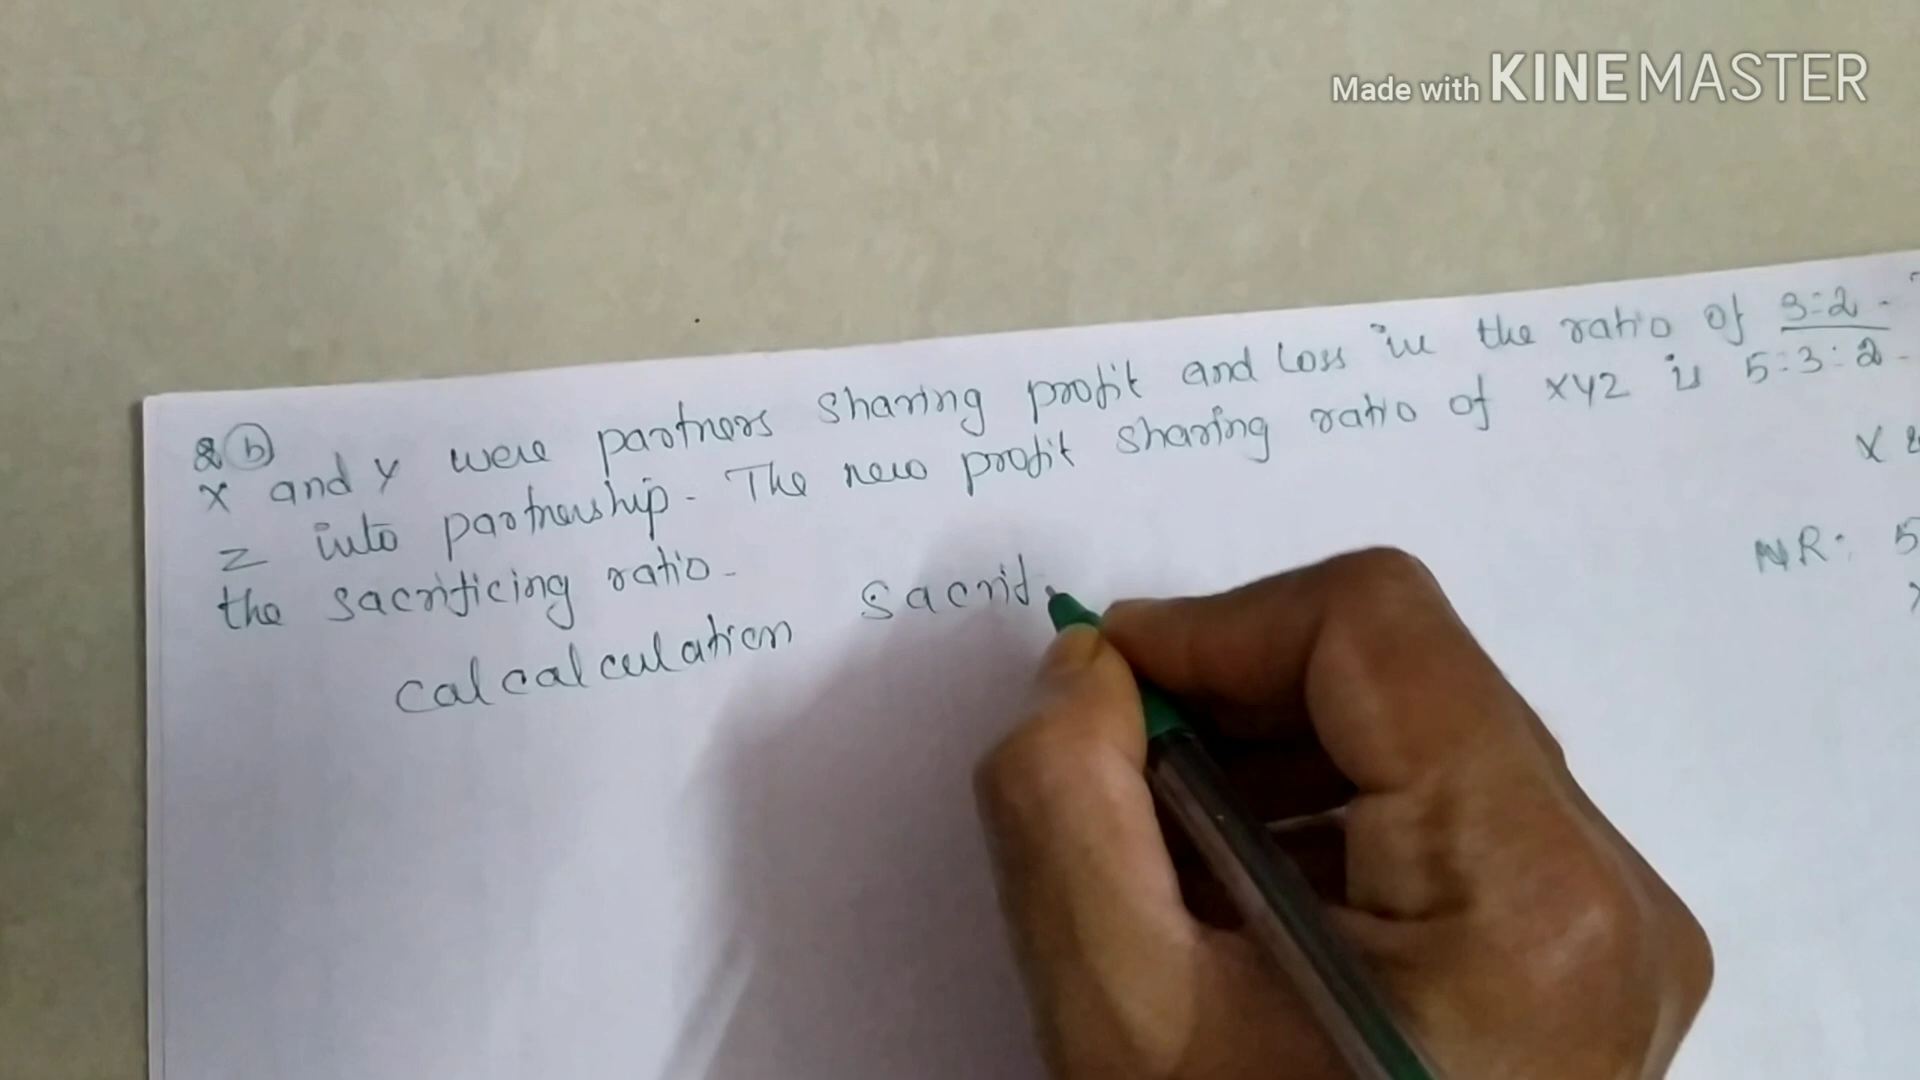 Made with KINEMASTER
Q b
X and Y were partners sharing profit and Loss in the ratio of 3:2 -
Z into partnership. The new profit sharing ratio of XYZ is 5:3:2 -
the sacrificing ratio -
X &
NR: 5
calcalculation sacrif